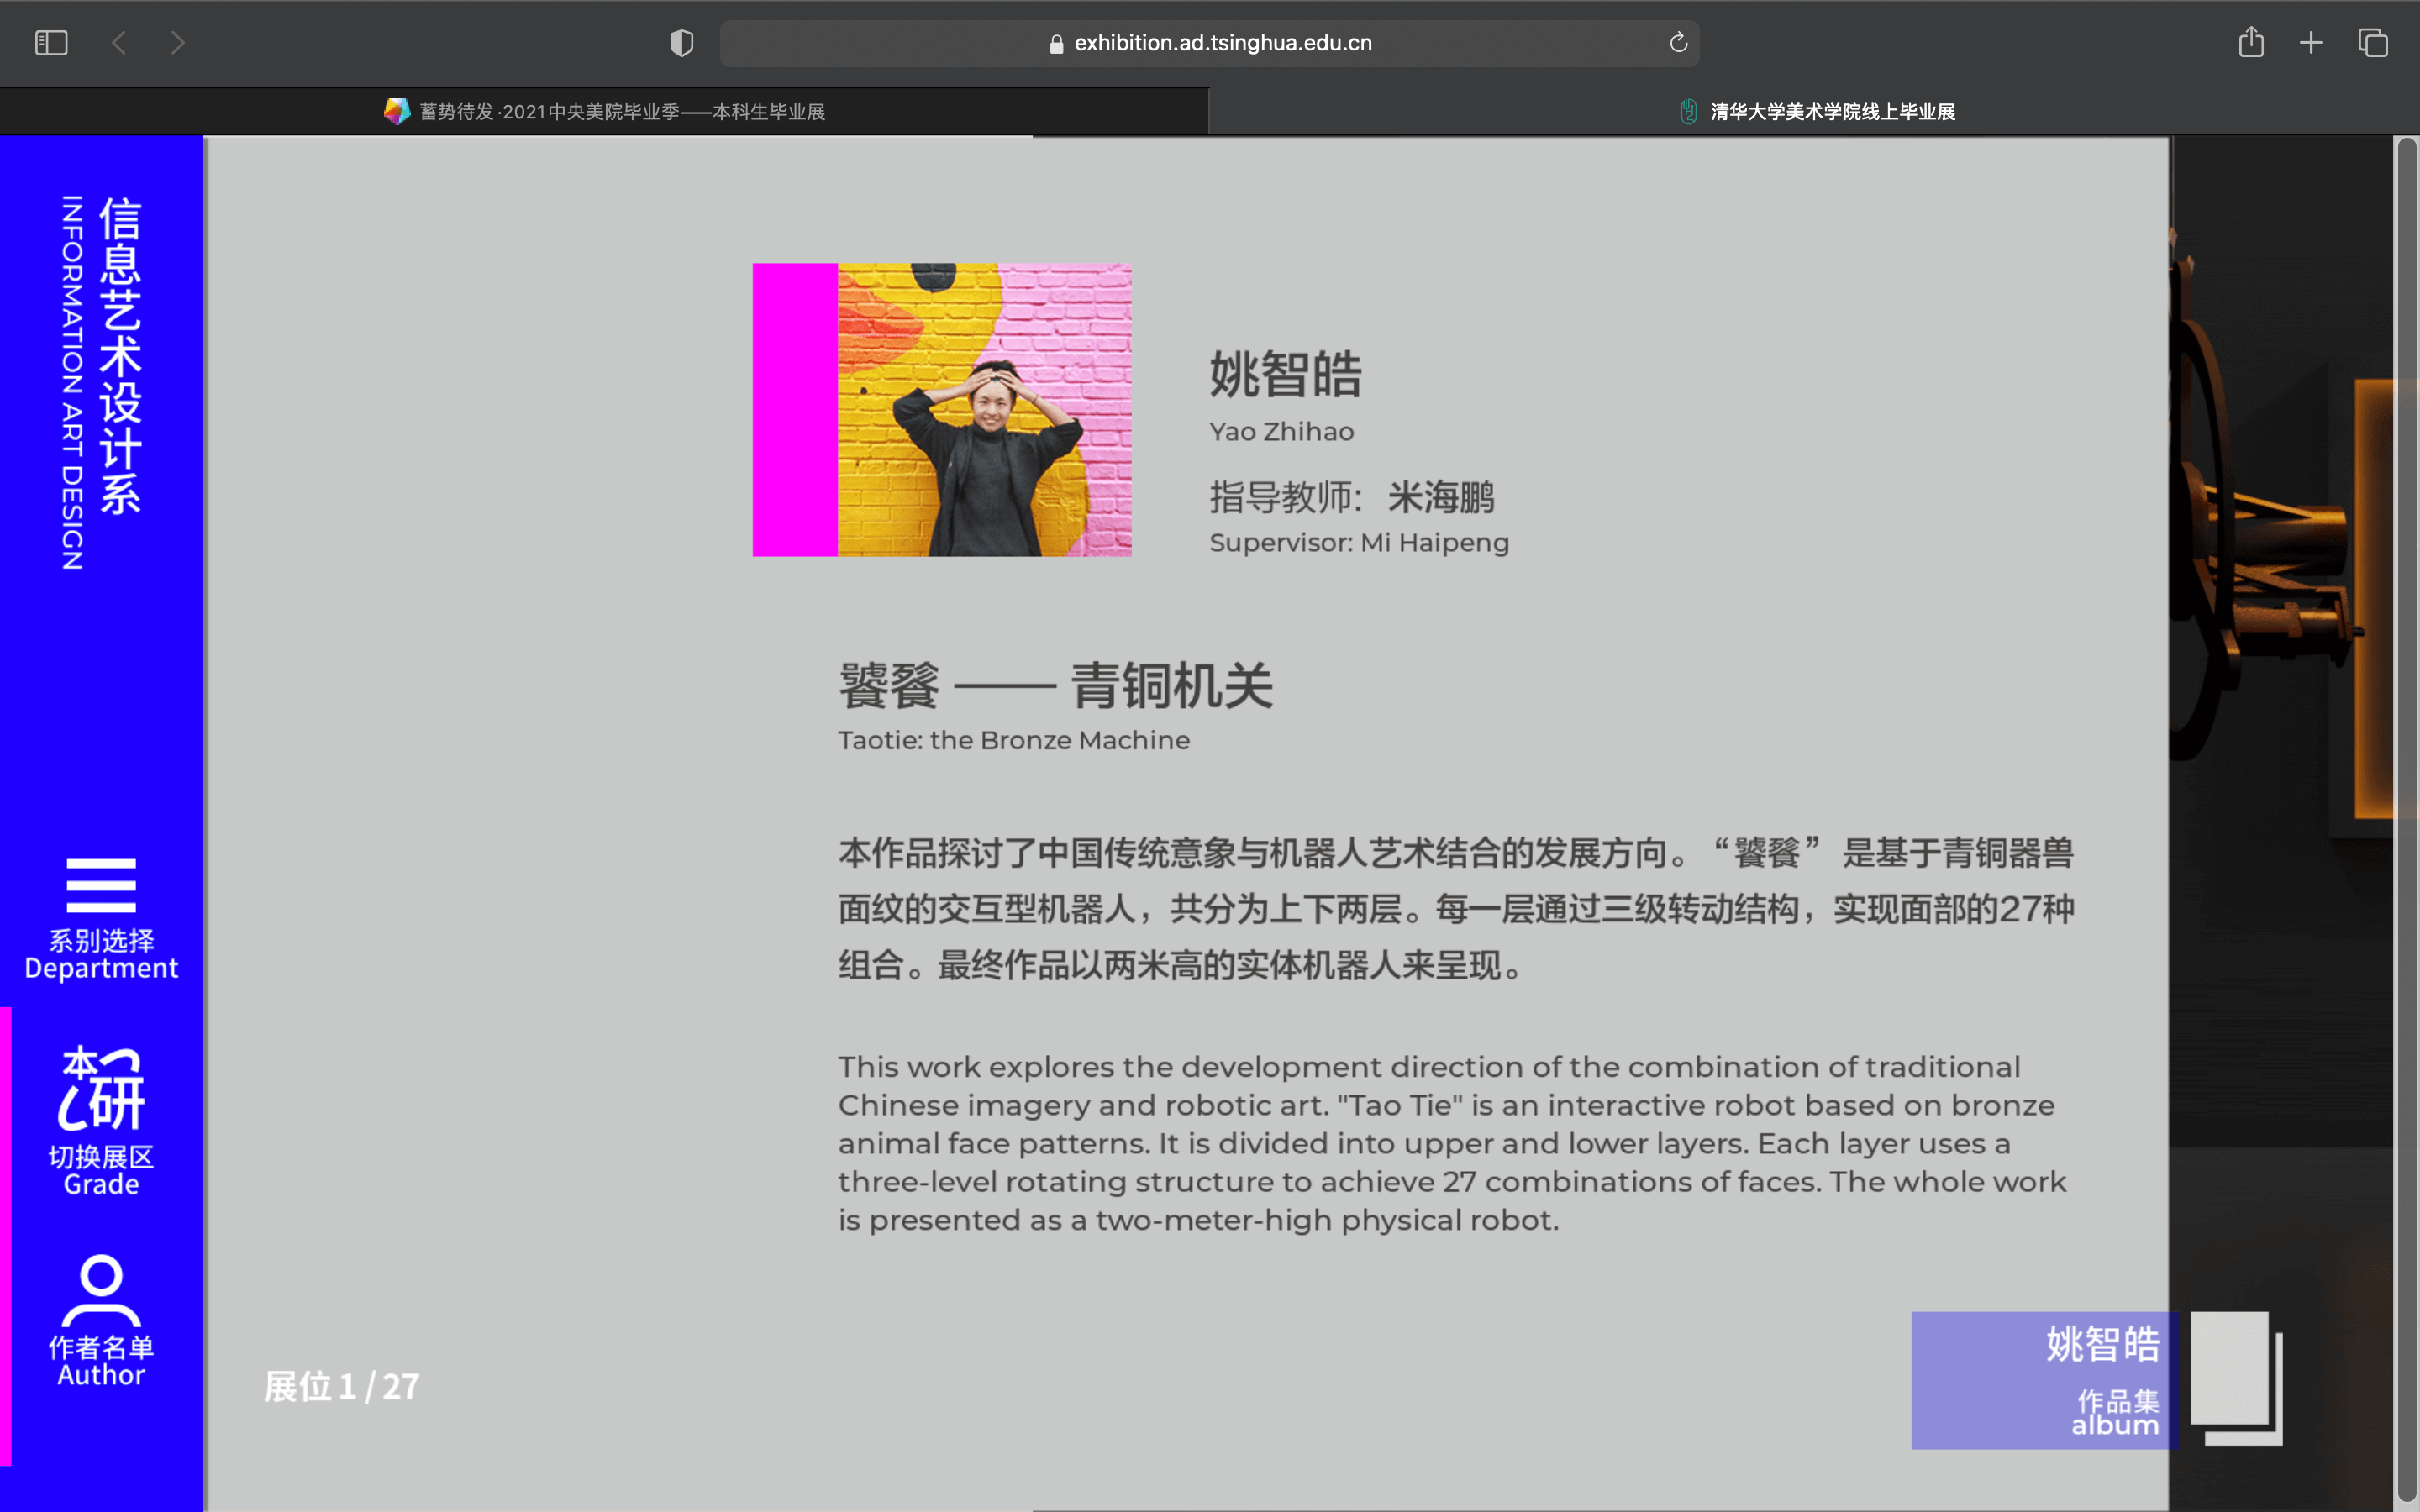 exhibition.ad.tsinghua.edu.cn
蓄势待发·2021中央美院毕业季——本科生毕业展
清华大学美术学院线上毕业展
信息艺术设计系
INFORMATION ART DESIGN
姚智皓
Yao Zhihao
指导教师：米海鹏
Supervisor: Mi Haipeng
饕餮 —— 青铜机关
Taotie: the Bronze Machine
本作品探讨了中国传统意象与机器人艺术结合的发展方向。“饕餮” 是基于青铜器兽
面纹的交互型机器人，共分为上下两层。每一层通过三级转动结构，实现面部的27种
组合。最终作品以两米高的实体机器人来呈现。
This work explores the development direction of the combination of traditional
Chinese imagery and robotic art. "Tao Tie" is an interactive robot based on bronze
animal face patterns. It is divided into upper and lower layers. Each layer uses a
three-level rotating structure to achieve 27 combinations of faces. The whole work
is presented as a two-meter-high physical robot.
系别选择
Department
本
研
切换展区
Grade
作者名单
Author
展位 1 / 27
姚智皓
作品集
album